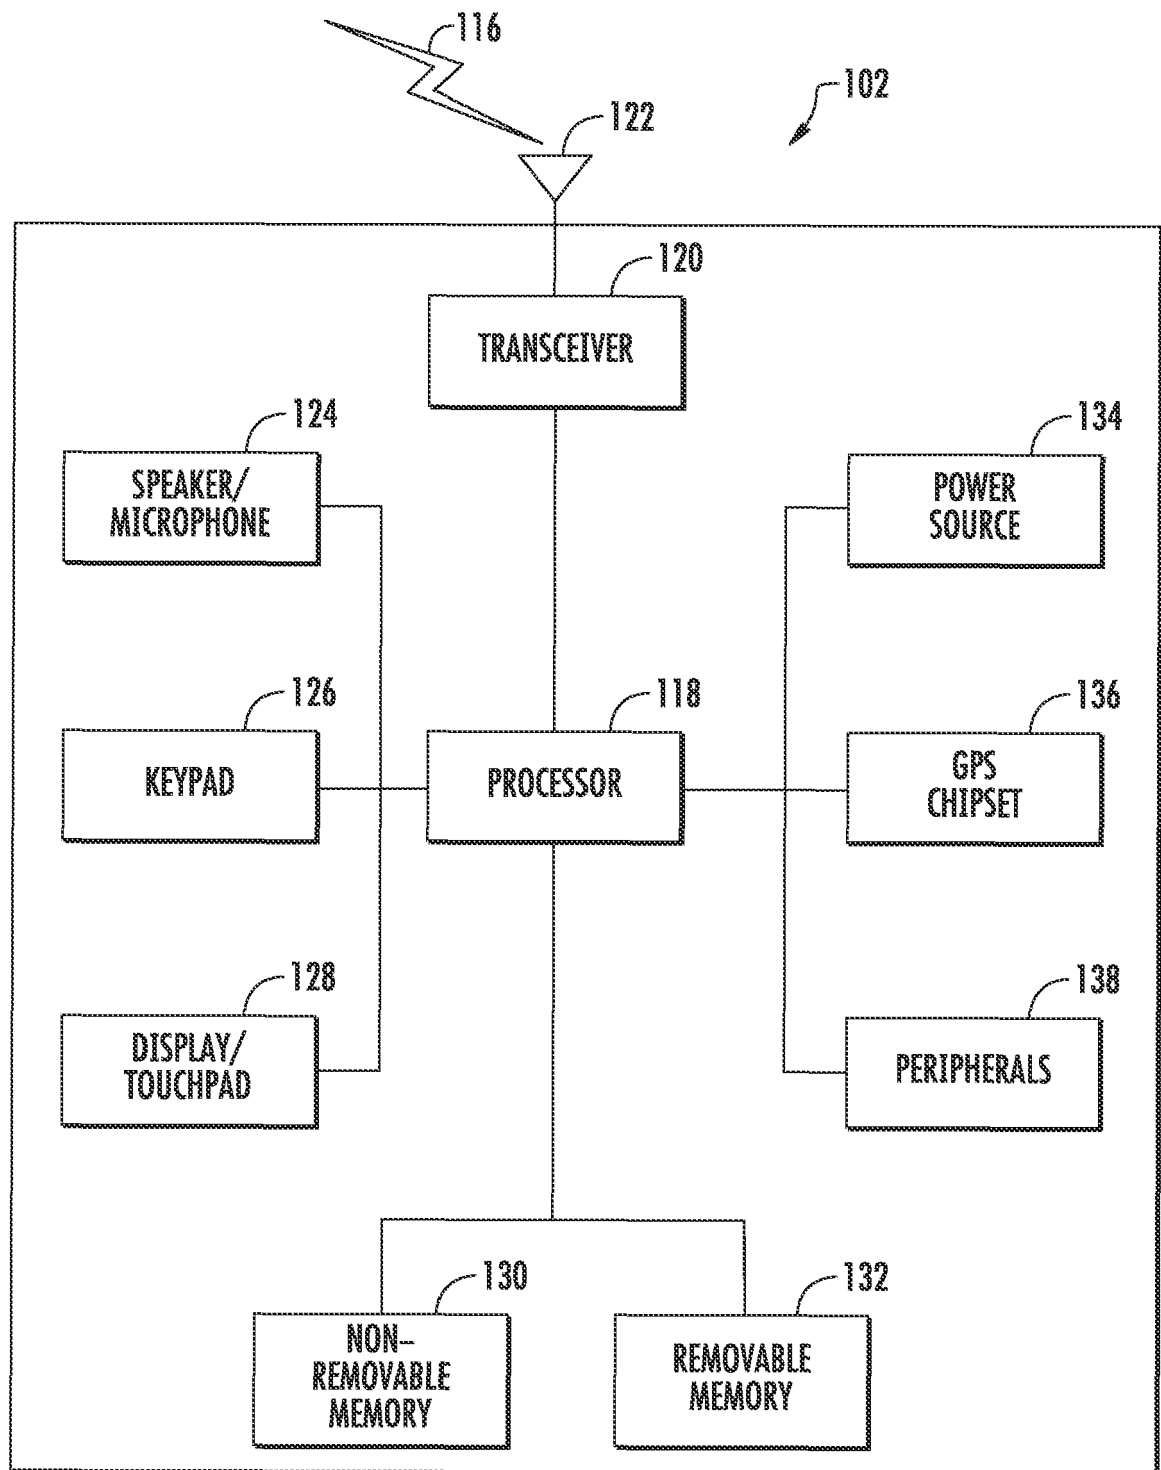 116
102
122
120
TRANSCEIVER
124
SPEAKER/
MICROPHONE
134
POWER
SOURCE
126
KEYPAD
118
PROCESSOR
136
GPS
CHIPSET
128
DISPLAY/
TOUCHPAD
138
PERIPHERALS
130
NON-
REMOVABLE
MEMORY
132
REMOVABLE
MEMORY